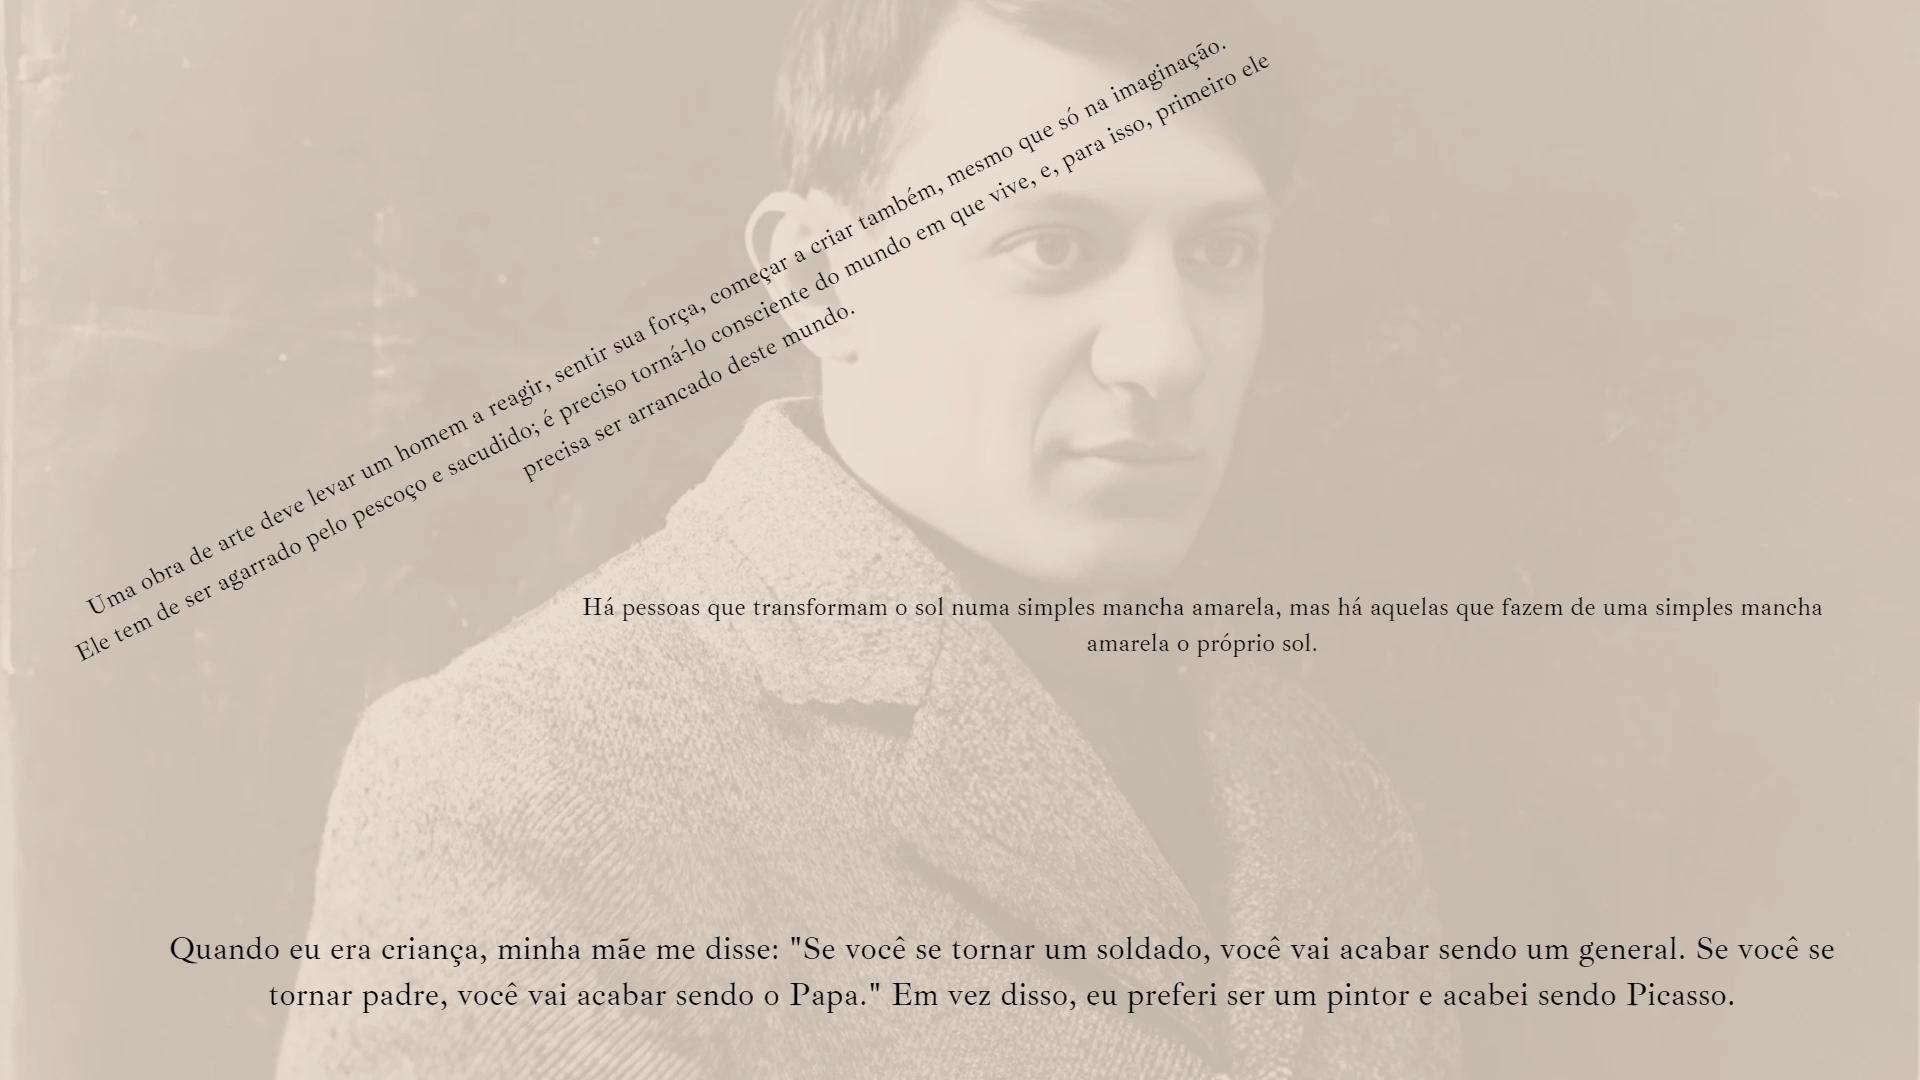 Uma obra de arte deve levar um homem a reagir, sentir sua força, começar a criar também, mesmo que só na imaginação.
Ele tem de ser agarrado pelo pescoço e sacudido; é preciso torná-lo consciente do mundo em que vive, e, para isso, primeiro ele
precisa ser arrancado deste mundo.
Há pessoas que transformam o sol numa simples mancha amarela, mas há aquelas que fazem de uma simples mancha
amarela o próprio sol.
Quando eu era criança, minha mãe me disse: "Se você se tornar um soldado, você vai acabar sendo um general. Se você se
tornar padre, você vai acabar sendo o Papa." Em vez disso, eu preferi ser um pintor e acabei sendo Picasso.